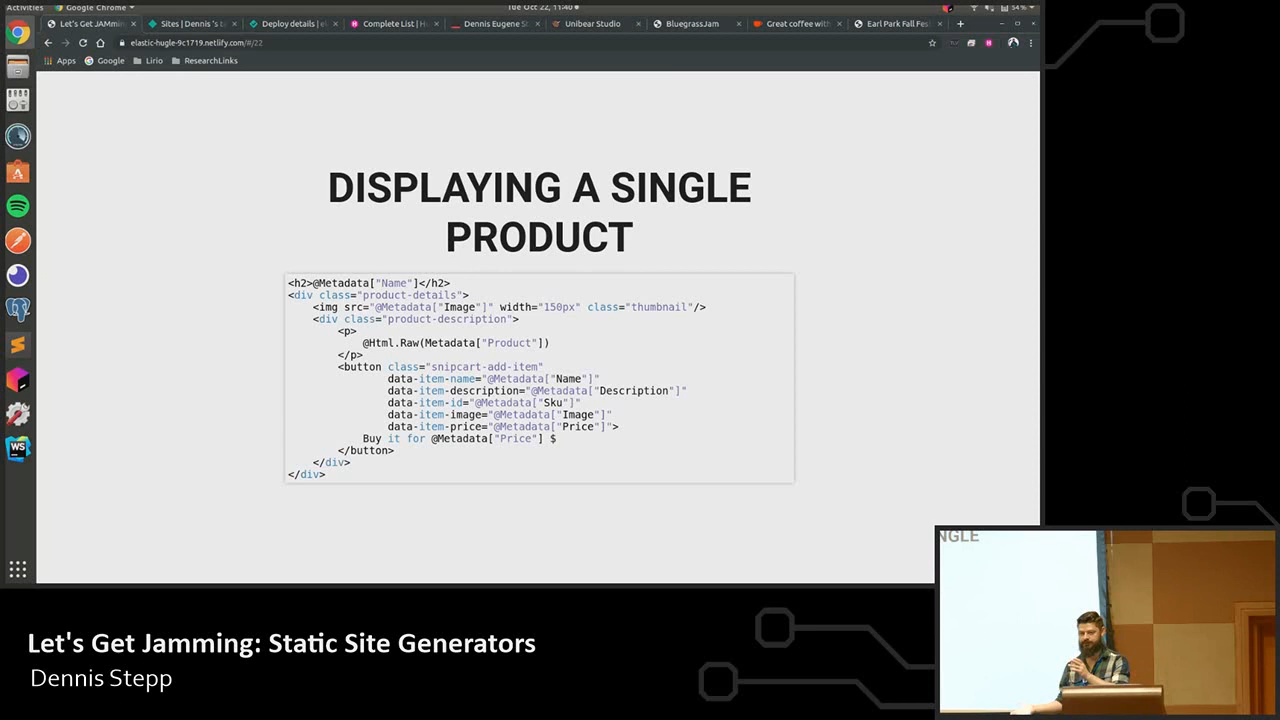 Activities
Google Chrome
Tue Oct 22, 11:40
54%
Let's Get JAMming:
Sites | Dennis 's t
Deploy details | el
Complete List | H
Dennis Eugene St
Unibear Studio
BluegrassJam
Great coffee with
Earl Park Fall Fes
elastic-hugle-9c1719.netlify.com/#/22
Apps
Google
Lirio
ResearchLinks
DISPLAYING A SINGLE
PRODUCT
<h2>@Metadata["Name"]</h2>
<div class="product-details">
<img src="@Metadata["Image"]" width="150px" class="thumbnail"/>
<div class="product-description">
<p>
@Html.Raw(Metadata["Product"])
</p>
<button class="snipcart-add-item"
data-item-name="@Metadata["Name"]"
data-item-description="@Metadata["Description"]"
data-item-id="@Metadata["Sku"]"
data-item-image="@Metadata["Image"]"
data-item-price="@Metadata["Price"]">
Buy it for @Metadata["Price"] $
</button>
</div>
</div>
WS
NGLE
Let's Get Jamming: Static Site Generators
Dennis Stepp